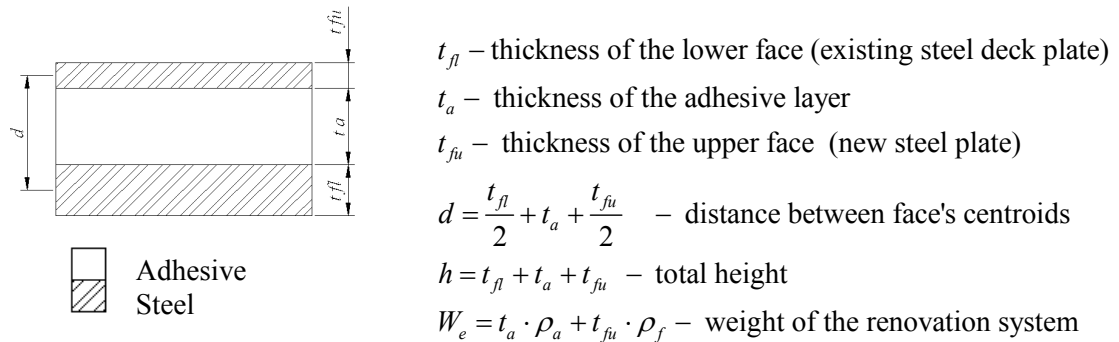 t fu
d
t a
t fl
Adhesive
Steel
t_fl – thickness of the lower face (existing steel deck plate)
t_a – thickness of the adhesive layer
t_fu – thickness of the upper face (new steel plate)
d = t_fl/2 + t_a + t_fu/2 – distance between face's centroids
h = t_fl + t_a + t_fu – total height
W_e = t_a · ρ_a + t_fu · ρ_f – weight of the renovation system